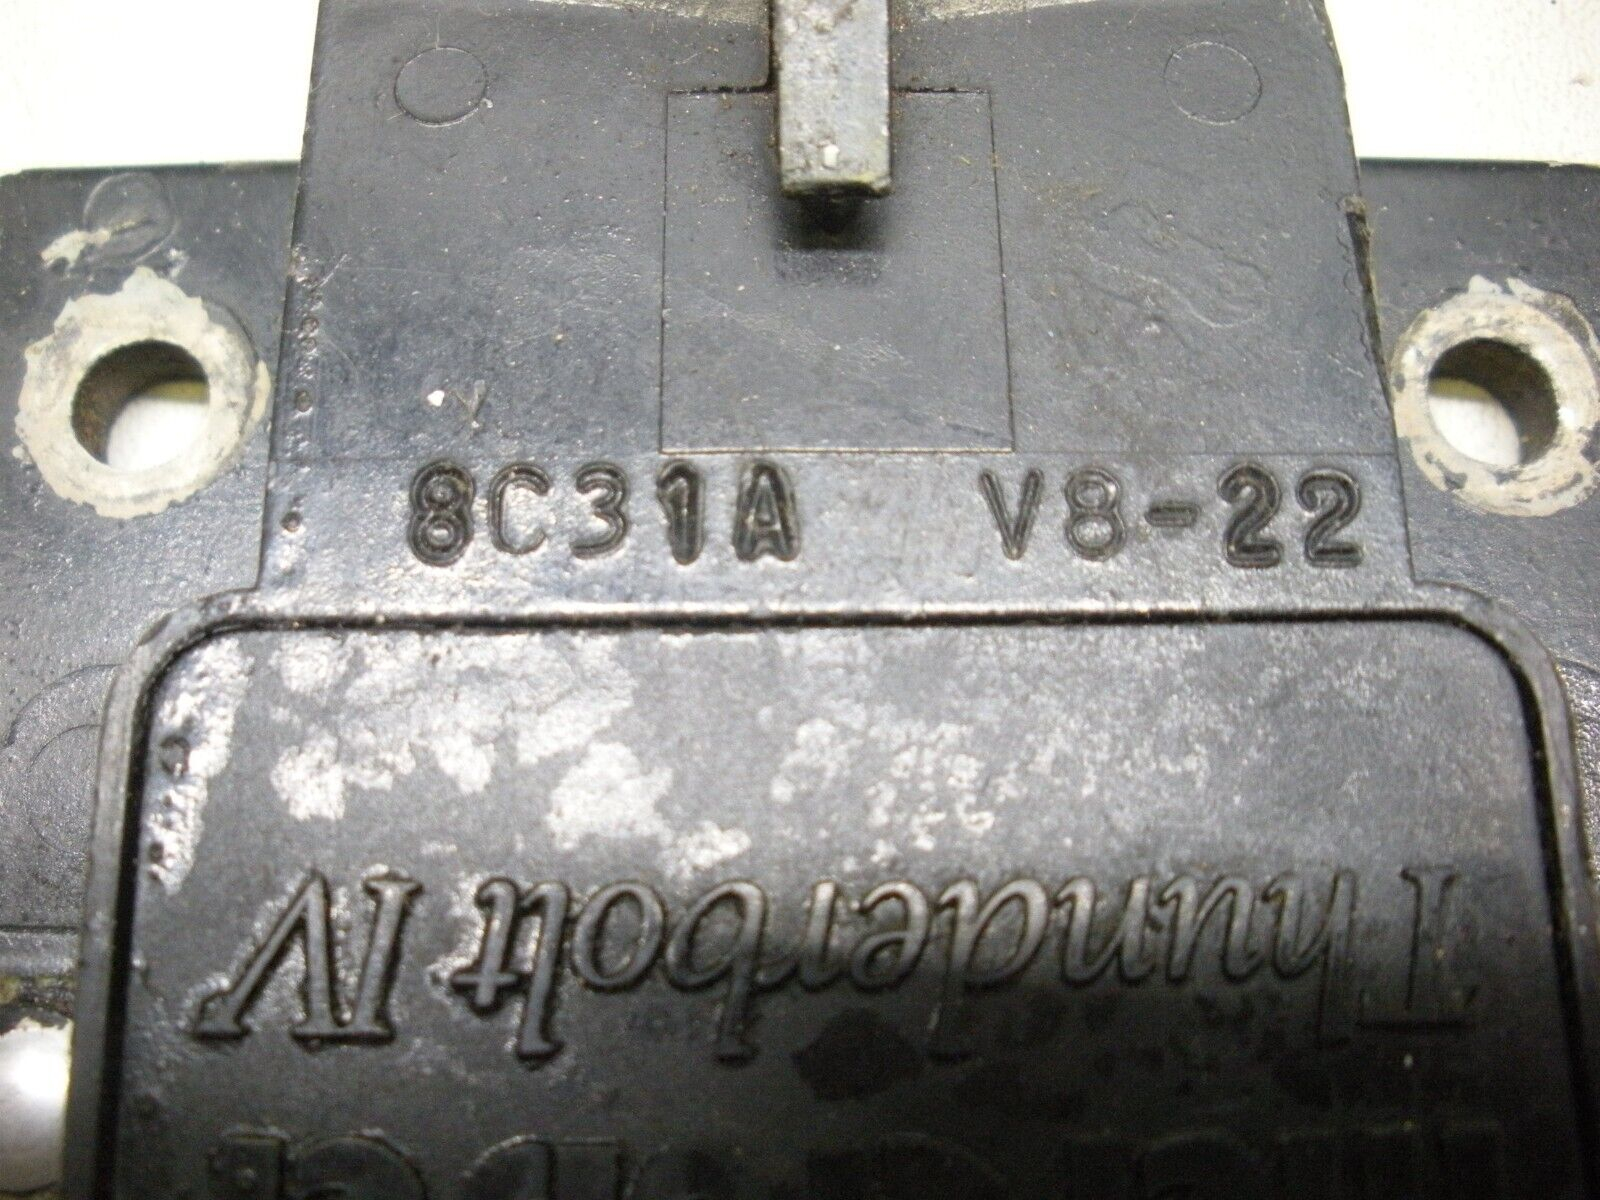 8C31A V8-22
Thunderbolt IV